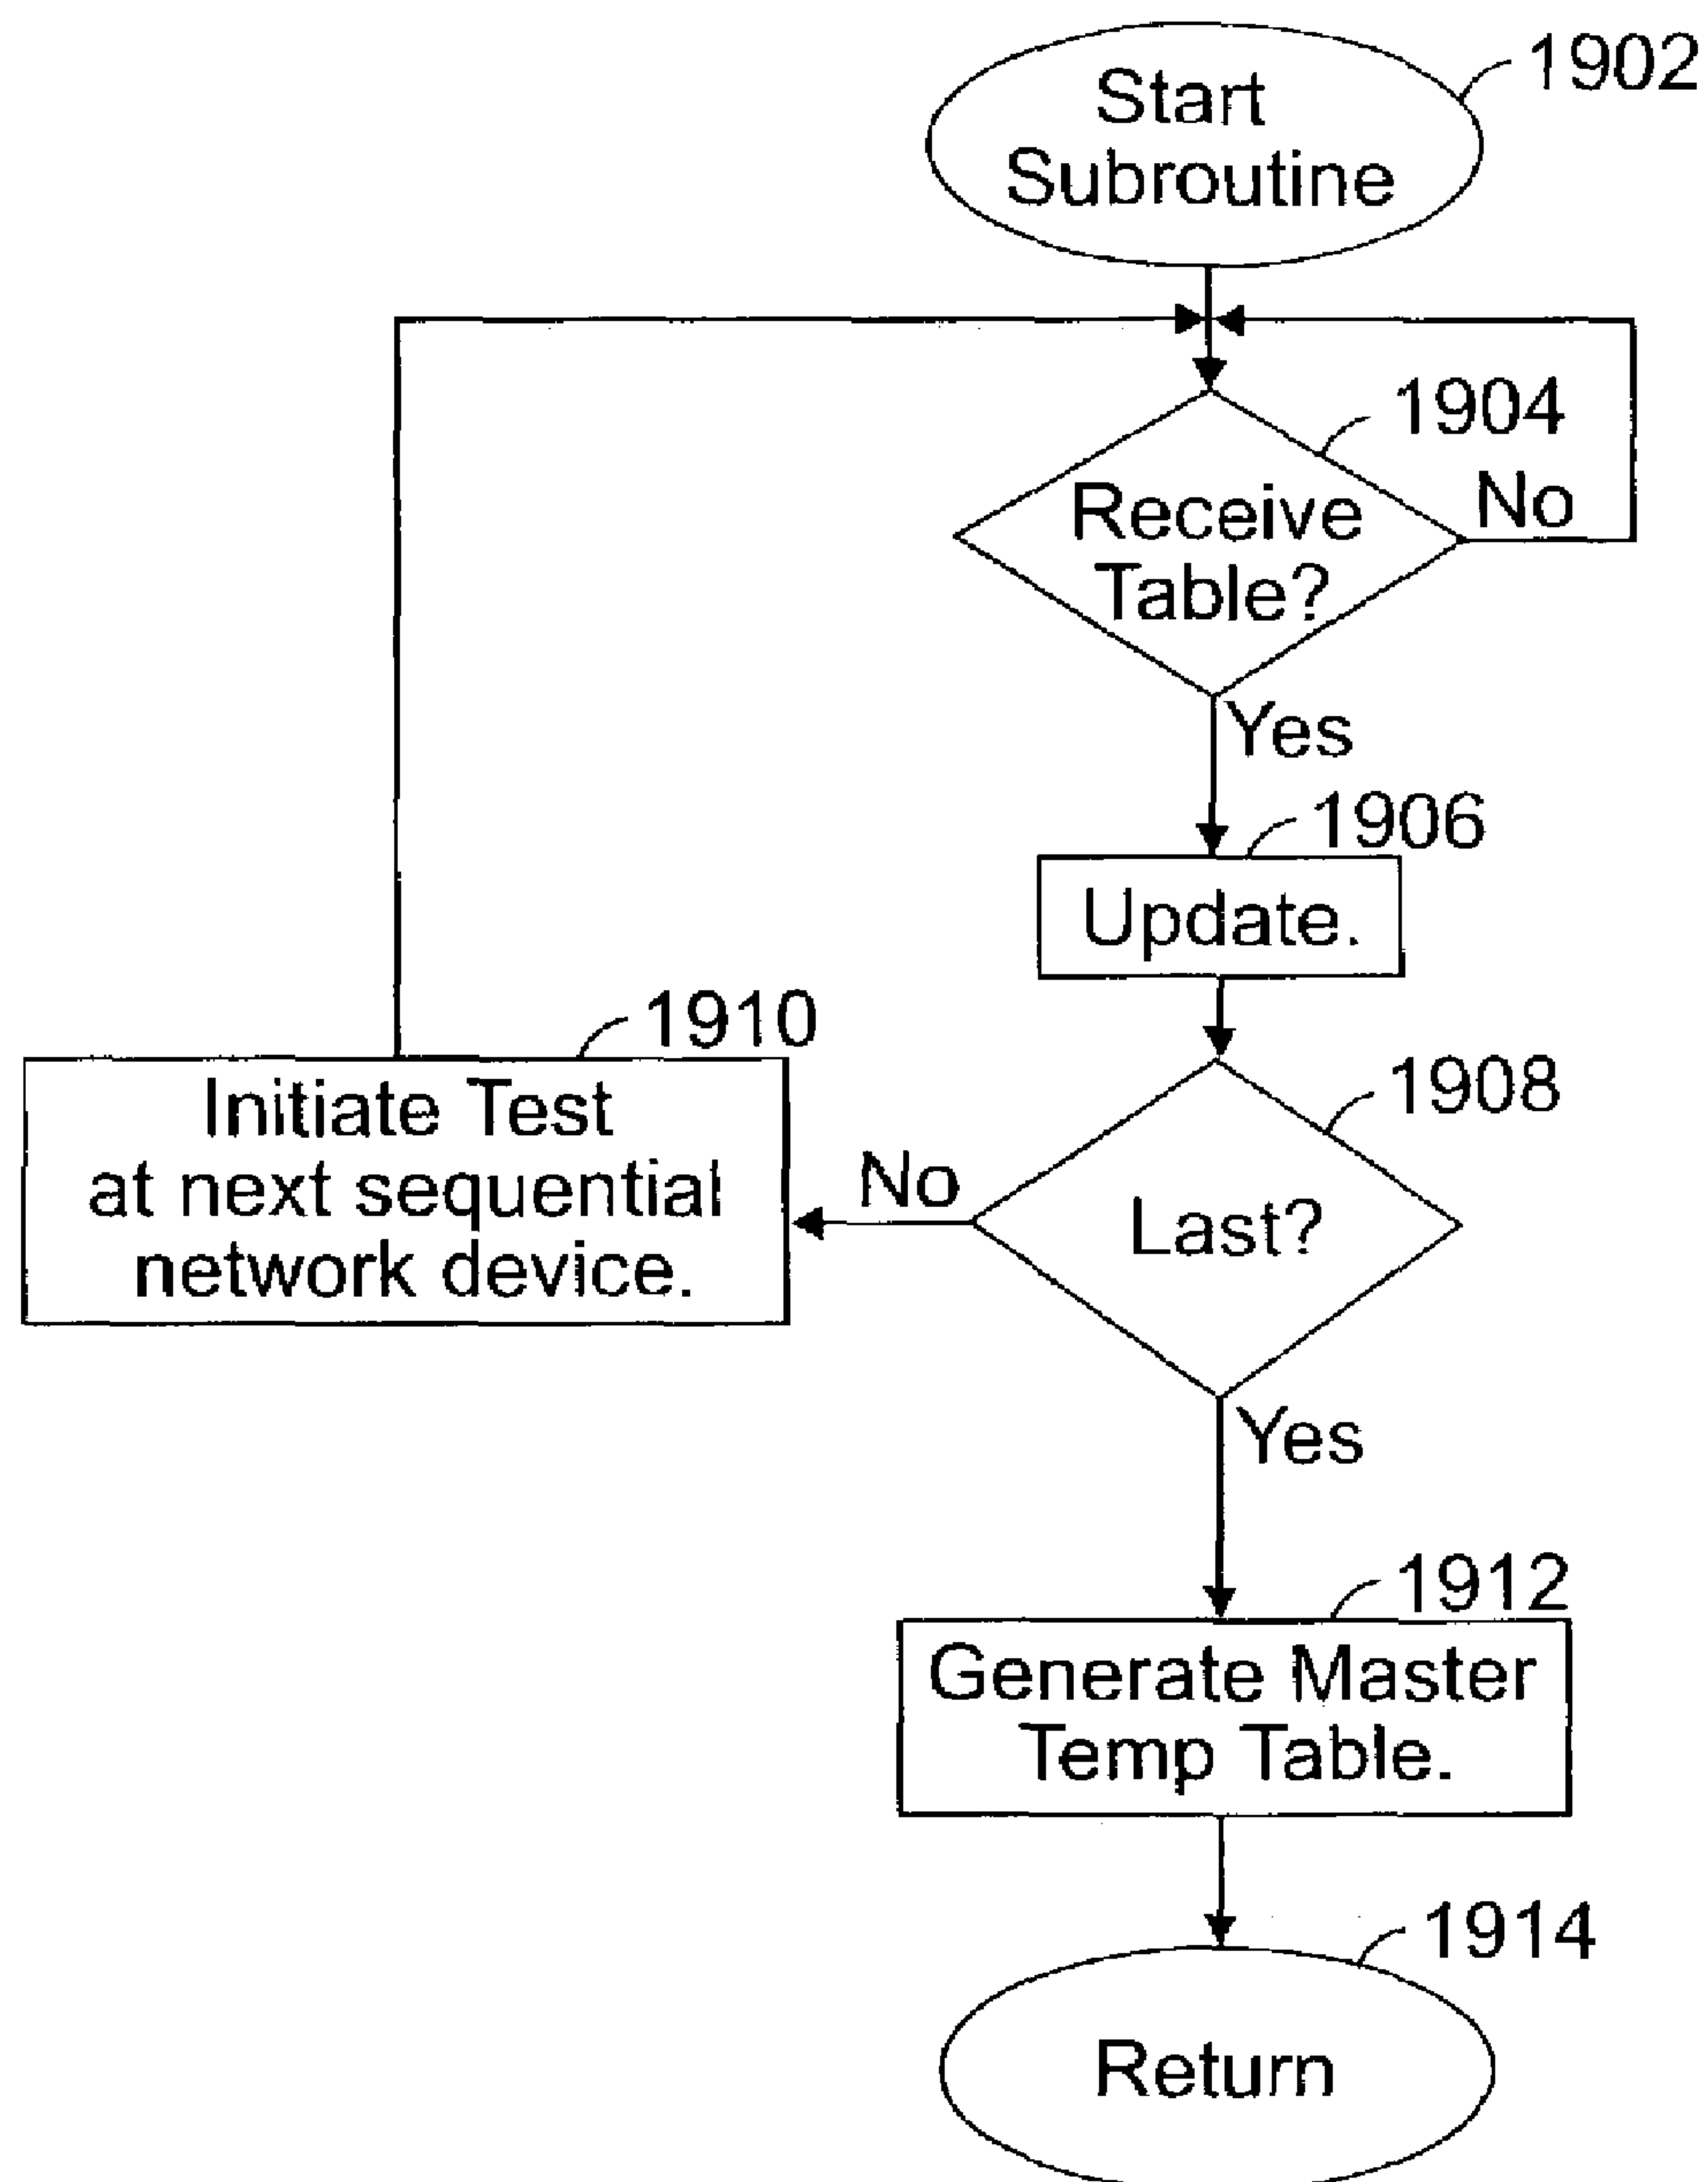 1902
Start
Subroutine
1904
Receive
Table?
No
Yes
1906
Update.
1910
Initiate Test
at next sequential
network device.
1908
No
Last?
Yes
1912
Generate Master
Temp Table.
1914
Return